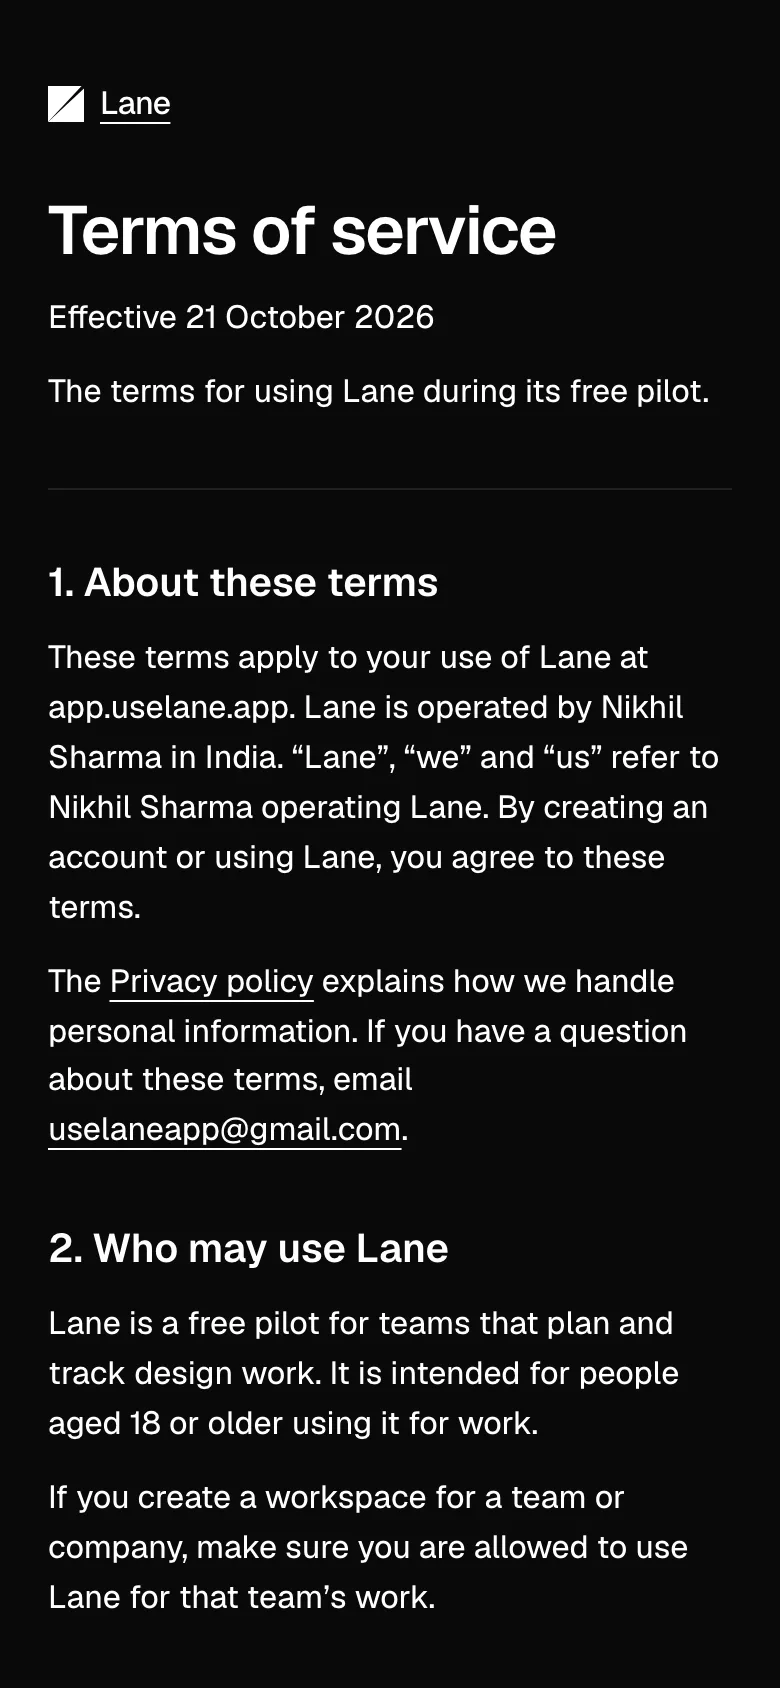 Lane
Terms of service
Effective 21 October 2026
The terms for using Lane during its free pilot.
1. About these terms
These terms apply to your use of Lane at
app.uselane.app. Lane is operated by Nikhil
Sharma in India. “Lane”, “we” and “us” refer to
Nikhil Sharma operating Lane. By creating an
account or using Lane, you agree to these
terms.
The Privacy policy explains how we handle
personal information. If you have a question
about these terms, email
uselaneapp@gmail.com.
2. Who may use Lane
Lane is a free pilot for teams that plan and
track design work. It is intended for people
aged 18 or older using it for work.
If you create a workspace for a team or
company, make sure you are allowed to use
Lane for that team’s work.